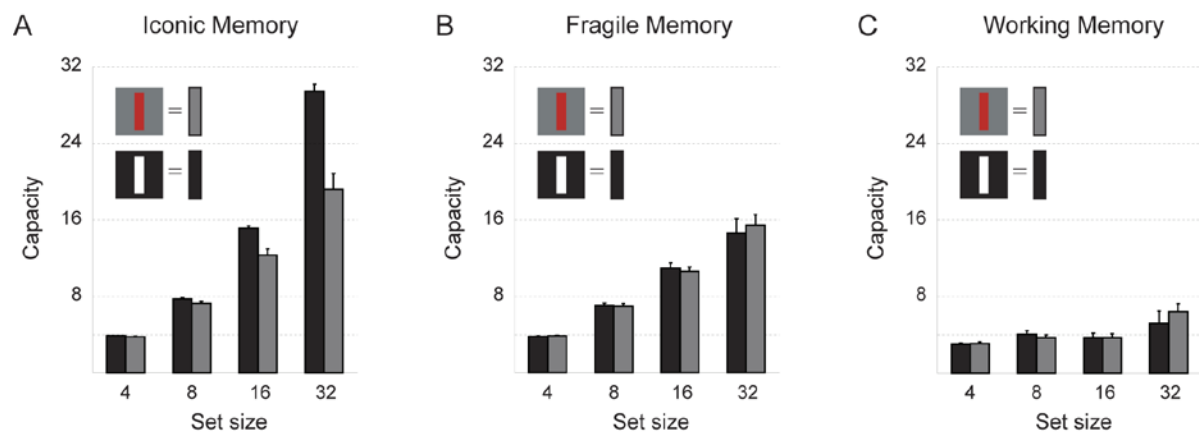 A Iconic Memory
Capacity
32
24
16
8
=
=
4 8 16 32
Set size
B Fragile Memory
Capacity
32
24
16
8
=
=
4 8 16 32
Set size
C Working Memory
Capacity
32
24
16
8
=
=
4 8 16 32
Set size